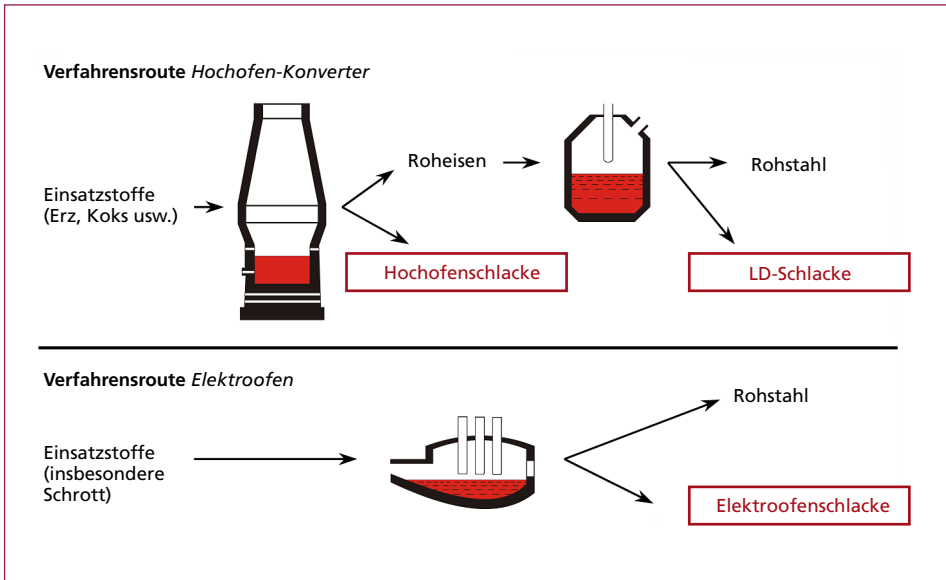 Verfahrensroute Hochofen-Konverter
Einsatzstoffe
(Erz, Koks usw.)
Roheisen
Rohstahl
Hochofenschlacke
LD-Schlacke
Verfahrensroute Elektroofen
Einsatzstoffe
(insbesondere
Schrott)
Rohstahl
Elektroofenschlacke